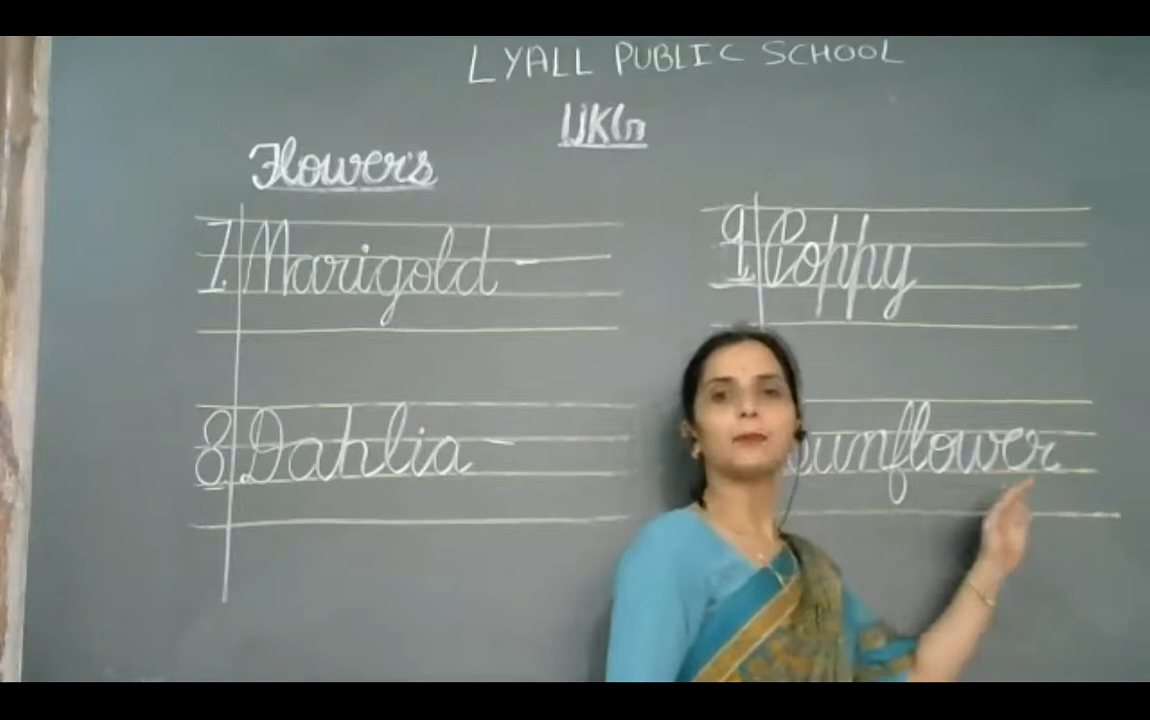 LYALL PUBLIC SCHOOL
UKG
Flowers
7. Marigold
8. Dahlia
9. Poppy
unflower